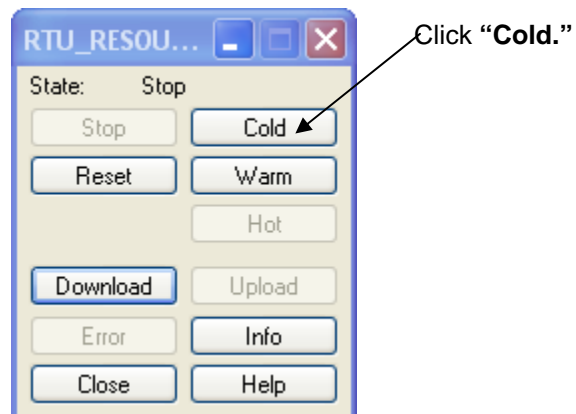 RTU_RESOU...
Click “Cold.”
State: Stop
Stop Cold
Reset Warm
Hot
Download Upload
Error Info
Close Help